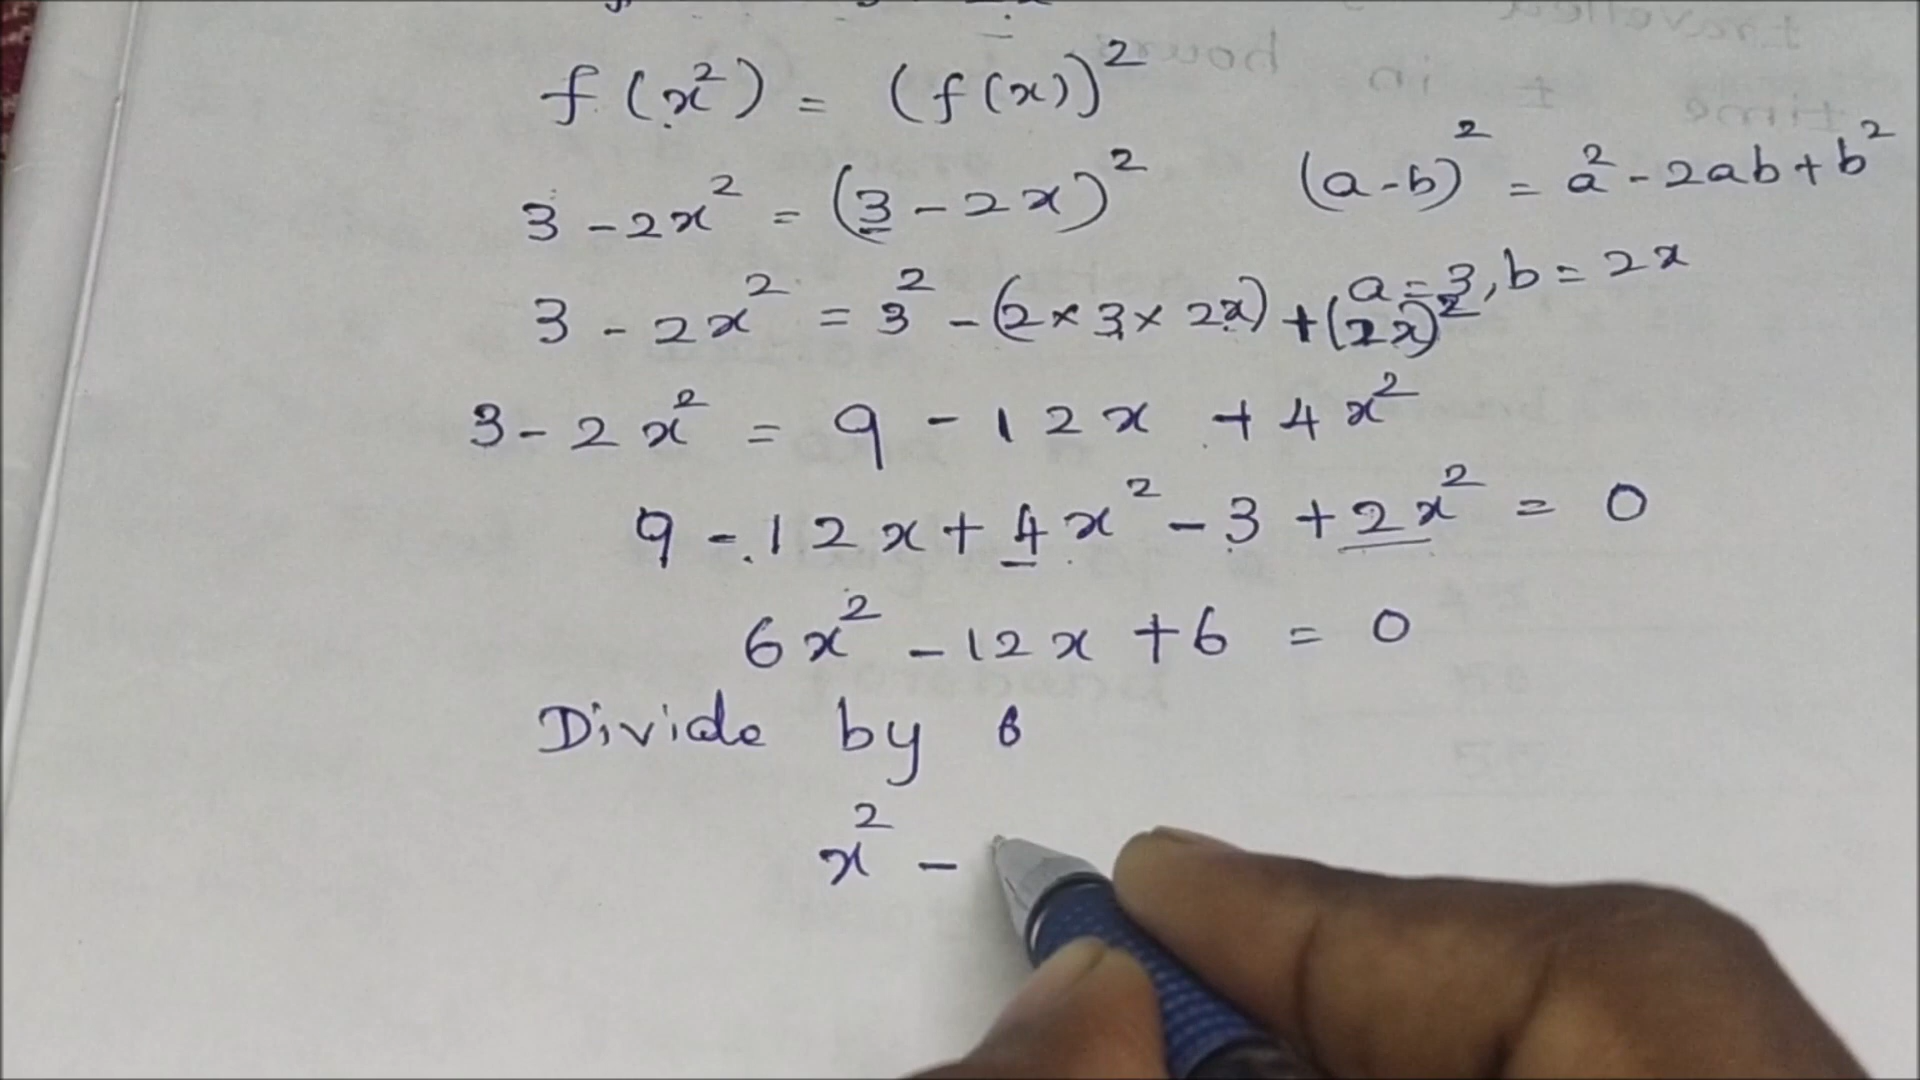 f(x²) = (f(x))²
3 - 2x² = (3 - 2x)²
(a-b)² = a² - 2ab + b²
a = 3, b = 2x
3 - 2x² = 3² - (2 × 3 × 2x) + (2x)²
3 - 2x² = 9 - 12x + 4x²
9 - 12x + 4x² - 3 + 2x² = 0
6x² - 12x + 6 = 0
Divide by 6
x² -